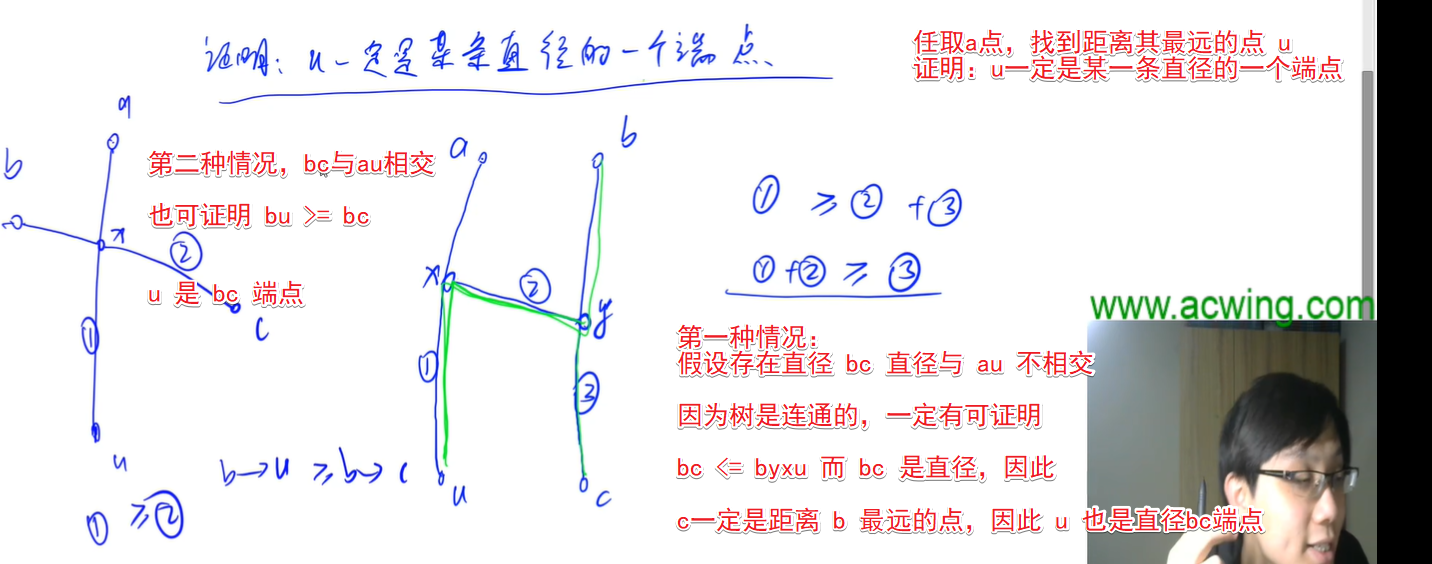 证明：u一定是某条直径的一个端点
任取a点，找到距离其最远的点 u
证明：u一定是某一条直径的一个端点
a
b
第二种情况，bc与au相交
也可证明 bu >= bc
x
②
u 是 bc 端点
c
①
u
① ≥ ②
b→u ≥ b→c
a
b
x
②
y
①
③
u
c
① ≥ ② + ③
① + ② ≥ ③
www.acwing.com
第一种情况：
假设存在直径 bc 直径与 au 不相交
因为树是连通的，一定有可证明
bc <= byxu 而 bc 是直径，因此
c一定是距离 b 最远的点，因此 u 也是直径bc端点